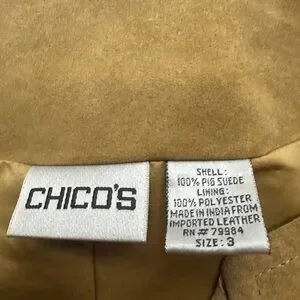 CHICO'S
SHELL:
100% PIG SUEDE
LINING:
100% POLYESTER
MADE IN INDIA FROM
IMPORTED LEATHER
RN# 79984
SIZE: 3